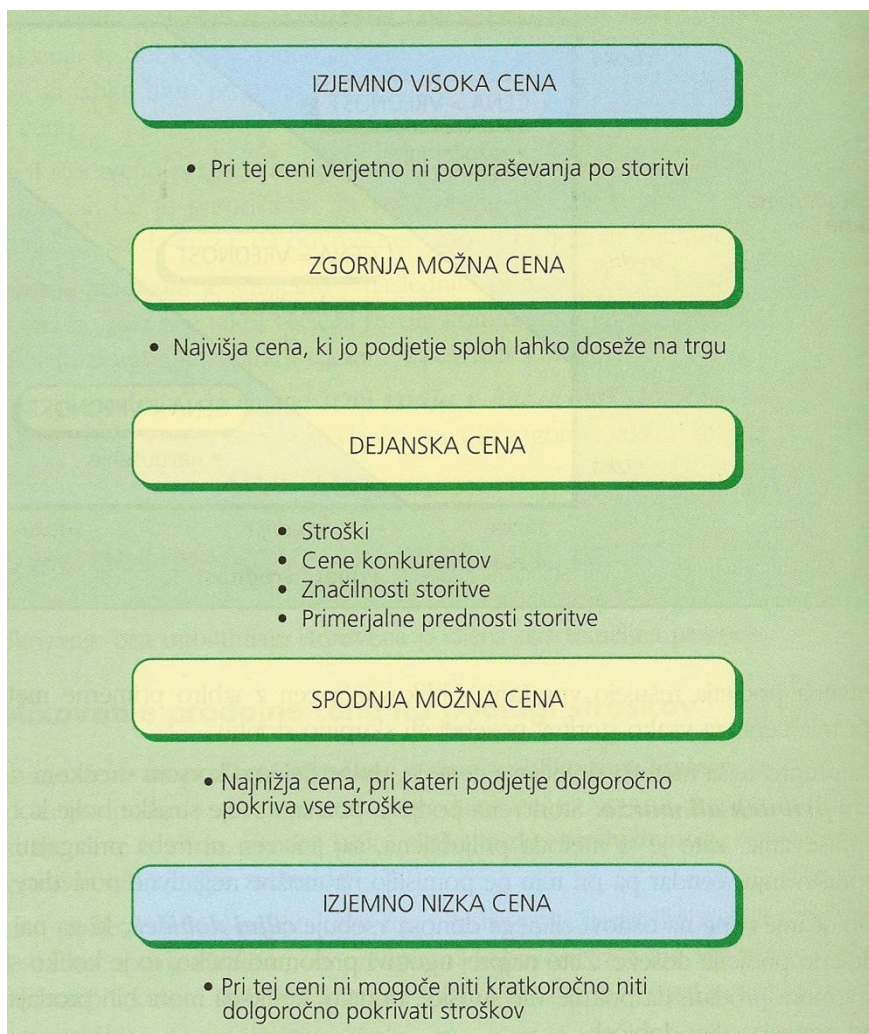 IZJEMNO VISOKA CENA
• Pri tej ceni verjetno ni povpraševanja po storitvi
ZGORNJA MOŽNA CENA
• Najvišja cena, ki jo podjetje sploh lahko doseže na trgu
DEJANSKA CENA
• Stroški
• Cene konkurentov
• Značilnosti storitve
• Primerjalne prednosti storitve
SPODNJA MOŽNA CENA
• Najnižja cena, pri kateri podjetje dolgoročno
pokriva vse stroške
IZJEMNO NIZKA CENA
• Pri tej ceni ni mogoče niti kratkoročno niti
dolgoročno pokrivati stroškov